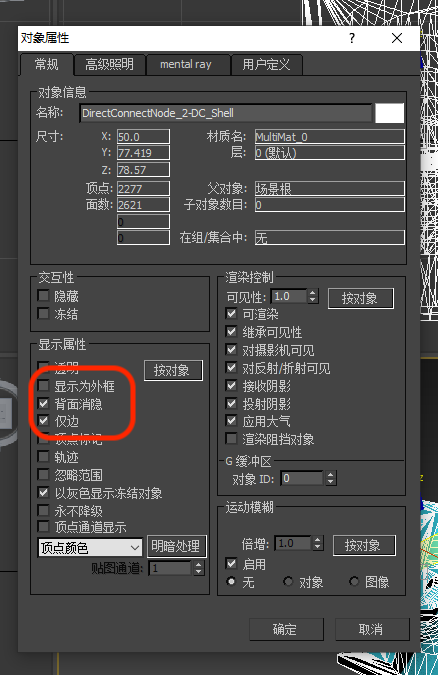 对象属性
常规 高级照明 mental ray 用户定义
对象信息
名称: DirectConnectNode_2-DC_Shell
尺寸: X: 50.0 材质名: MultiMat_0
Y: 77.419 层: 0 (默认)
Z: 78.57
顶点: 2277 父对象: 场景根
面数: 2621 子对象数目: 0
0
0 在组/集合中: 无
交互性
隐藏
冻结
显示属性
透明 按对象
显示为外框
背面消隐
仅边
顶点标记
轨迹
忽略范围
以灰色显示冻结对象
永不降级
顶点通道显示
顶点颜色 明暗处理
贴图通道: 1
渲染控制
可见性: 1.0 按对象
可渲染
继承可见性
对摄影机可见
对反射/折射可见
接收阴影
投射阴影
应用大气
渲染阻挡对象
G 缓冲区
对象 ID: 0
运动模糊
倍增: 1.0 按对象
启用
无 对象 图像
确定 取消